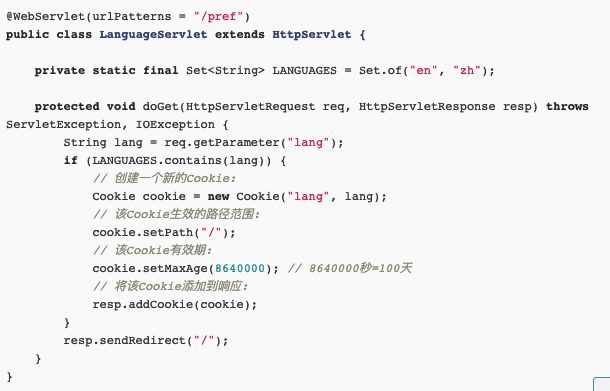 @WebServlet(urlPatterns = "/pref")
public class LanguageServlet extends HttpServlet {
    private static final Set<String> LANGUAGES = Set.of("en", "zh");
    protected void doGet(HttpServletRequest req, HttpServletResponse resp) throws
ServletException, IOException {
        String lang = req.getParameter("lang");
        if (LANGUAGES.contains(lang)) {
            // 创建一个新的Cookie:
            Cookie cookie = new Cookie("lang", lang);
            // 该Cookie生效的路径范围:
            cookie.setPath("/");
            // 该Cookie有效期:
            cookie.setMaxAge(8640000); // 8640000秒=100天
            // 将该Cookie添加到响应:
            resp.addCookie(cookie);
        }
        resp.sendRedirect("/");
    }
}